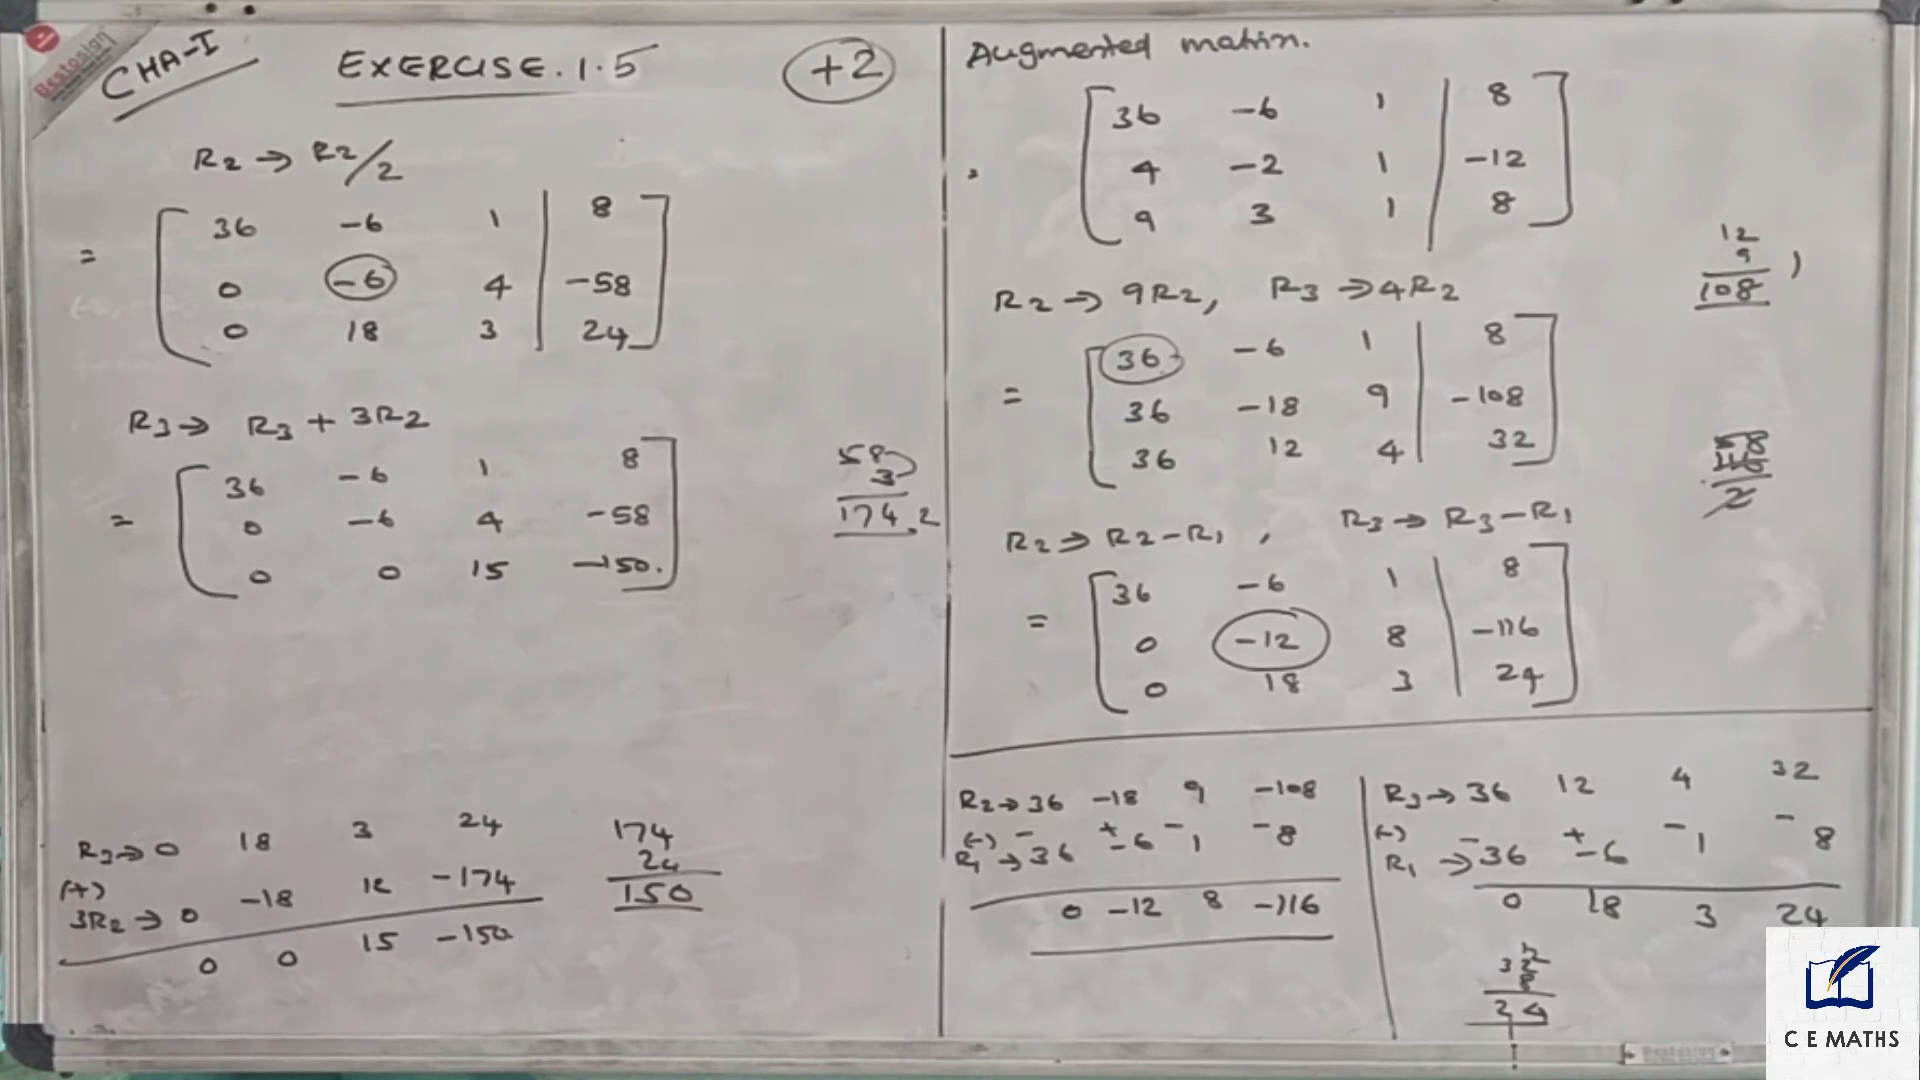 Bestosign
CHA-I
EXERCISE. 1.5
+2
R2 → R2/2
36 -6 1 | 8
= 0 -6 4 | -58
0 18 3 | 24
R3 → R3 + 3R2
36 -6 1 8
= 0 -6 4 -58
0 0 15 -150.
58
3
174
2
R3 → 0 18 3 24
(+)
3R2 → 0 -18 12 -174
0 0 15 -150
174
24
150
Augmented matrix.
36 -6 1 | 8
4 -2 1 | -12
9 3 1 | 8
12
9
108
R2 → 9R2, R3 → 4R2
36 -6 1 | 8
= 36 -18 9 | -108
36 12 4 | 32
R2 → R2-R1, R3 → R3-R1
36 -6 1 | 8
= 0 -12 8 | -116
0 18 3 | 24
R2 → 36 -18 9 -108
(-) - + - -
R1 → 36 -6 1 8
0 -12 8 -116
R3 → 36 12 4 32
(-) - + - -
R1 → 36 -6 1 8
0 18 3 24
32
8
24
C E MATHS